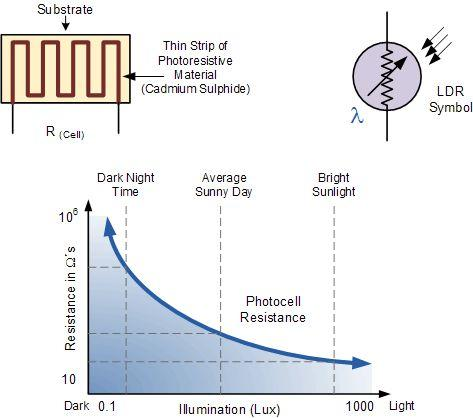 Substrate
Thin Strip of
Photoresistive
Material
(Cadmium Sulphide)
R (Cell)
λ
LDR
Symbol
Dark Night
Time
Average
Sunny Day
Bright
Sunlight
10⁶
Resistance in Ω´s
10
Photocell
Resistance
Dark 0.1
Illumination (Lux)
1000 Light